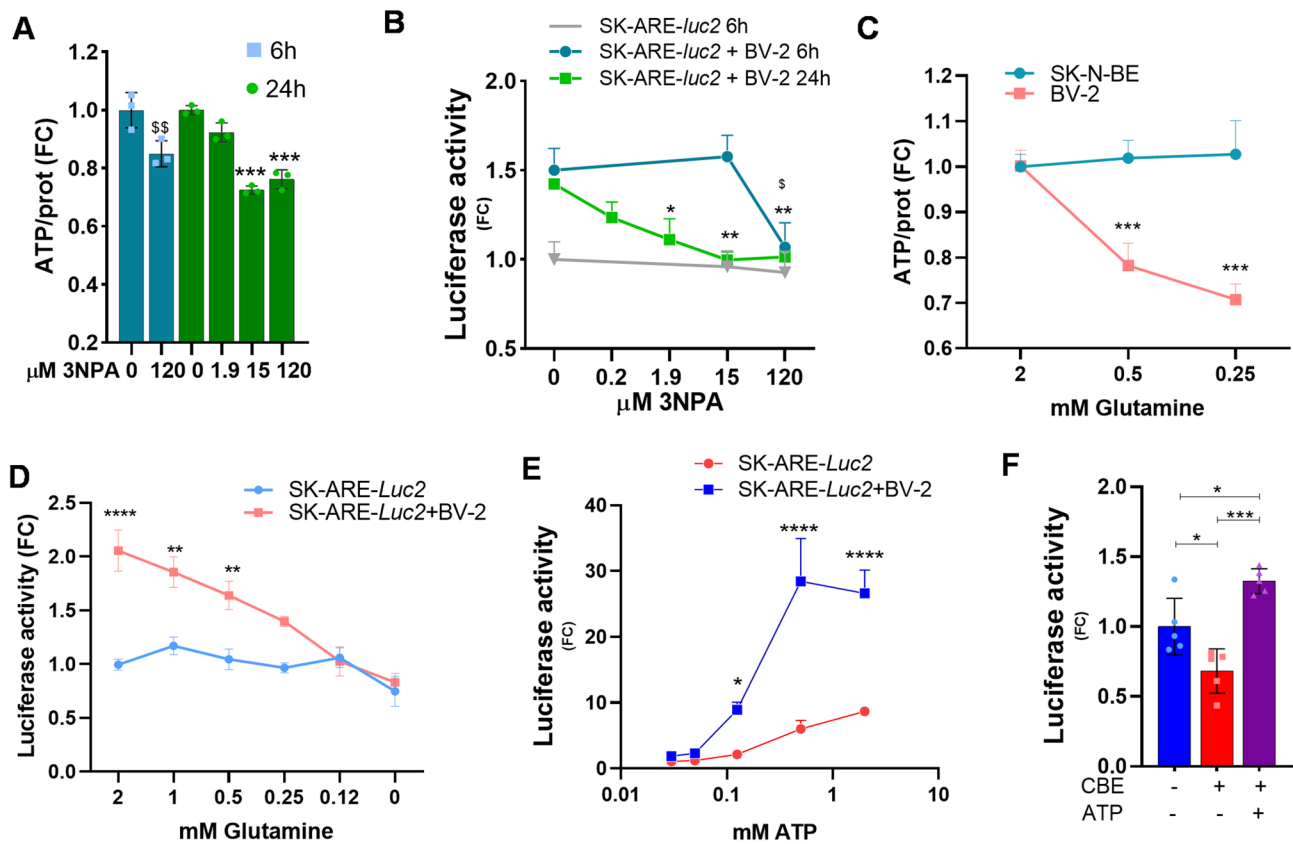 A
6h
24h
ATP/prot (FC)
1.2
1.0
0.8
0.6
0.4
0.2
$$
***
***
µM 3NPA 0 120 0 1.9 15 120
B
SK-ARE-luc2 6h
SK-ARE-luc2 + BV-2 6h
SK-ARE-luc2 + BV-2 24h
Luciferase activity
(FC)
2.0
1.5
1.0
0.5
*
**
$
**
0 0.2 1.9 15 120
µM 3NPA
C
SK-N-BE
BV-2
ATP/prot (FC)
1.2
1.0
1.0
0.9
0.8
0.7
0.6
***
***
2 0.5 0.25
mM Glutamine
D
SK-ARE-Luc2
SK-ARE-Luc2+BV-2
Luciferase activity (FC)
2.5
2.0
1.5
1.0
0.5
0.0
****
**
**
2 1 0.5 0.25 0.12 0
mM Glutamine
E
SK-ARE-Luc2
SK-ARE-Luc2+BV-2
Luciferase activity
(FC)
40
30
20
10
0
*
****
****
0.01 0.1 1 10
mM ATP
F
Luciferase activity
(FC)
2.0
1.5
1.0
0.5
0.0
*
***
*
CBE - + +
ATP - - +